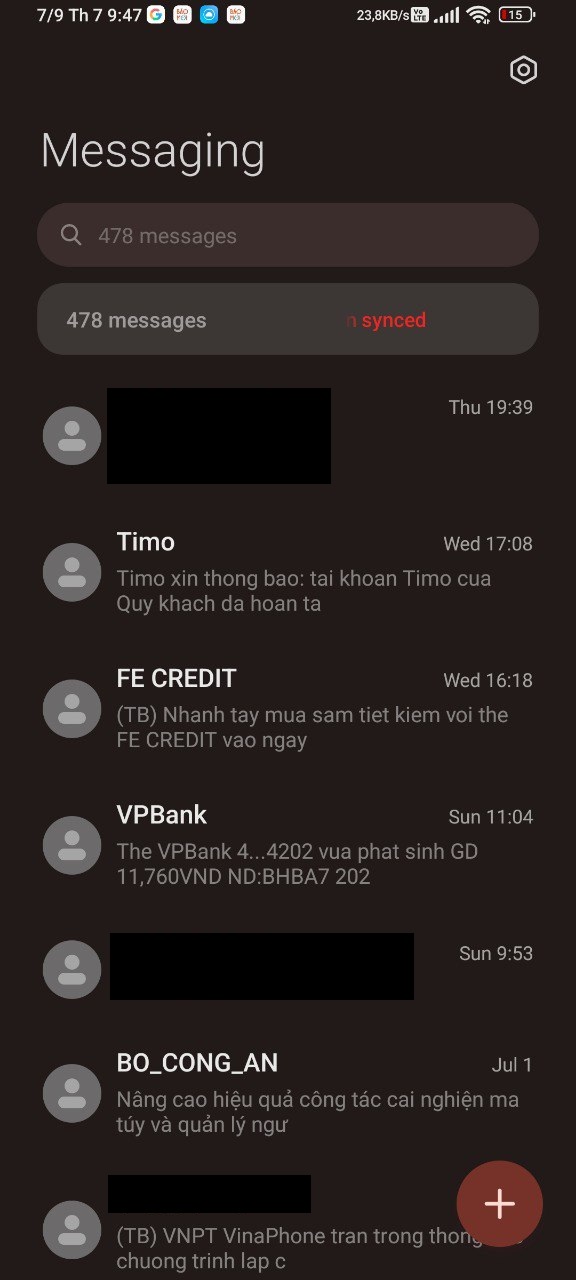 7/9 Th 7 9:47
23,8KB/s Vo LTE 15
Messaging
478 messages
478 messages synced
Thu 19:39
Timo Wed 17:08
Timo xin thong bao: tai khoan Timo cua
Quy khach da hoan ta
FE CREDIT Wed 16:18
(TB) Nhanh tay mua sam tiet kiem voi the
FE CREDIT vao ngay
VPBank Sun 11:04
The VPBank 4...4202 vua phat sinh GD
11,760VND ND:BHBA7 202
Sun 9:53
BO_CONG_AN Jul 1
Nâng cao hiệu quả công tác cai nghiện ma
túy và quản lý ngư
(TB) VNPT VinaPhone tran trong
chuong trinh lap c